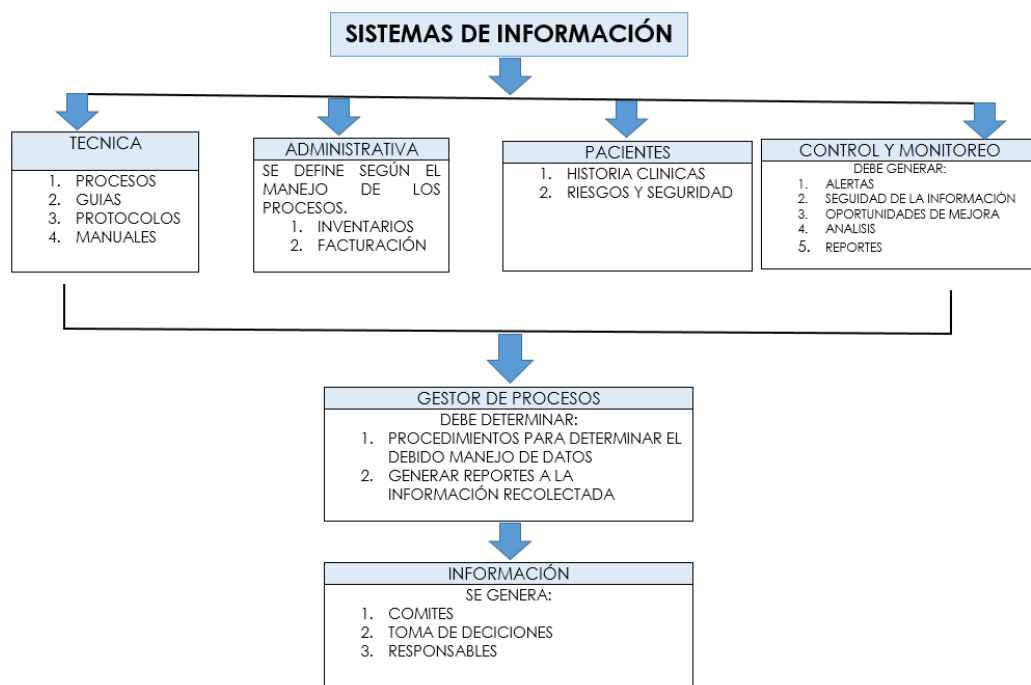 SISTEMAS DE INFORMACIÓN
TECNICA
1. PROCESOS
2. GUIAS
3. PROTOCOLOS
4. MANUALES
ADMINISTRATIVA
SE DEFINE SEGÚN EL
MANEJO DE LOS
PROCESOS.
1. INVENTARIOS
2. FACTURACIÓN
PACIENTES
1. HISTORIA CLINICAS
2. RIESGOS Y SEGURIDAD
CONTROL Y MONITOREO
DEBE GENERAR:
1. ALERTAS
2. SEGUIDAD DE LA INFORMACIÓN
3. OPORTUNIDADES DE MEJORA
4. ANALISIS
5. REPORTES
GESTOR DE PROCESOS
DEBE DETERMINAR:
1. PROCEDIMIENTOS PARA DETERMINAR EL
DEBIDO MANEJO DE DATOS
2. GENERAR REPORTES A LA
INFORMACIÓN RECOLECTADA
INFORMACIÓN
SE GENERA:
1. COMITES
2. TOMA DE DECICIONES
3. RESPONSABLES